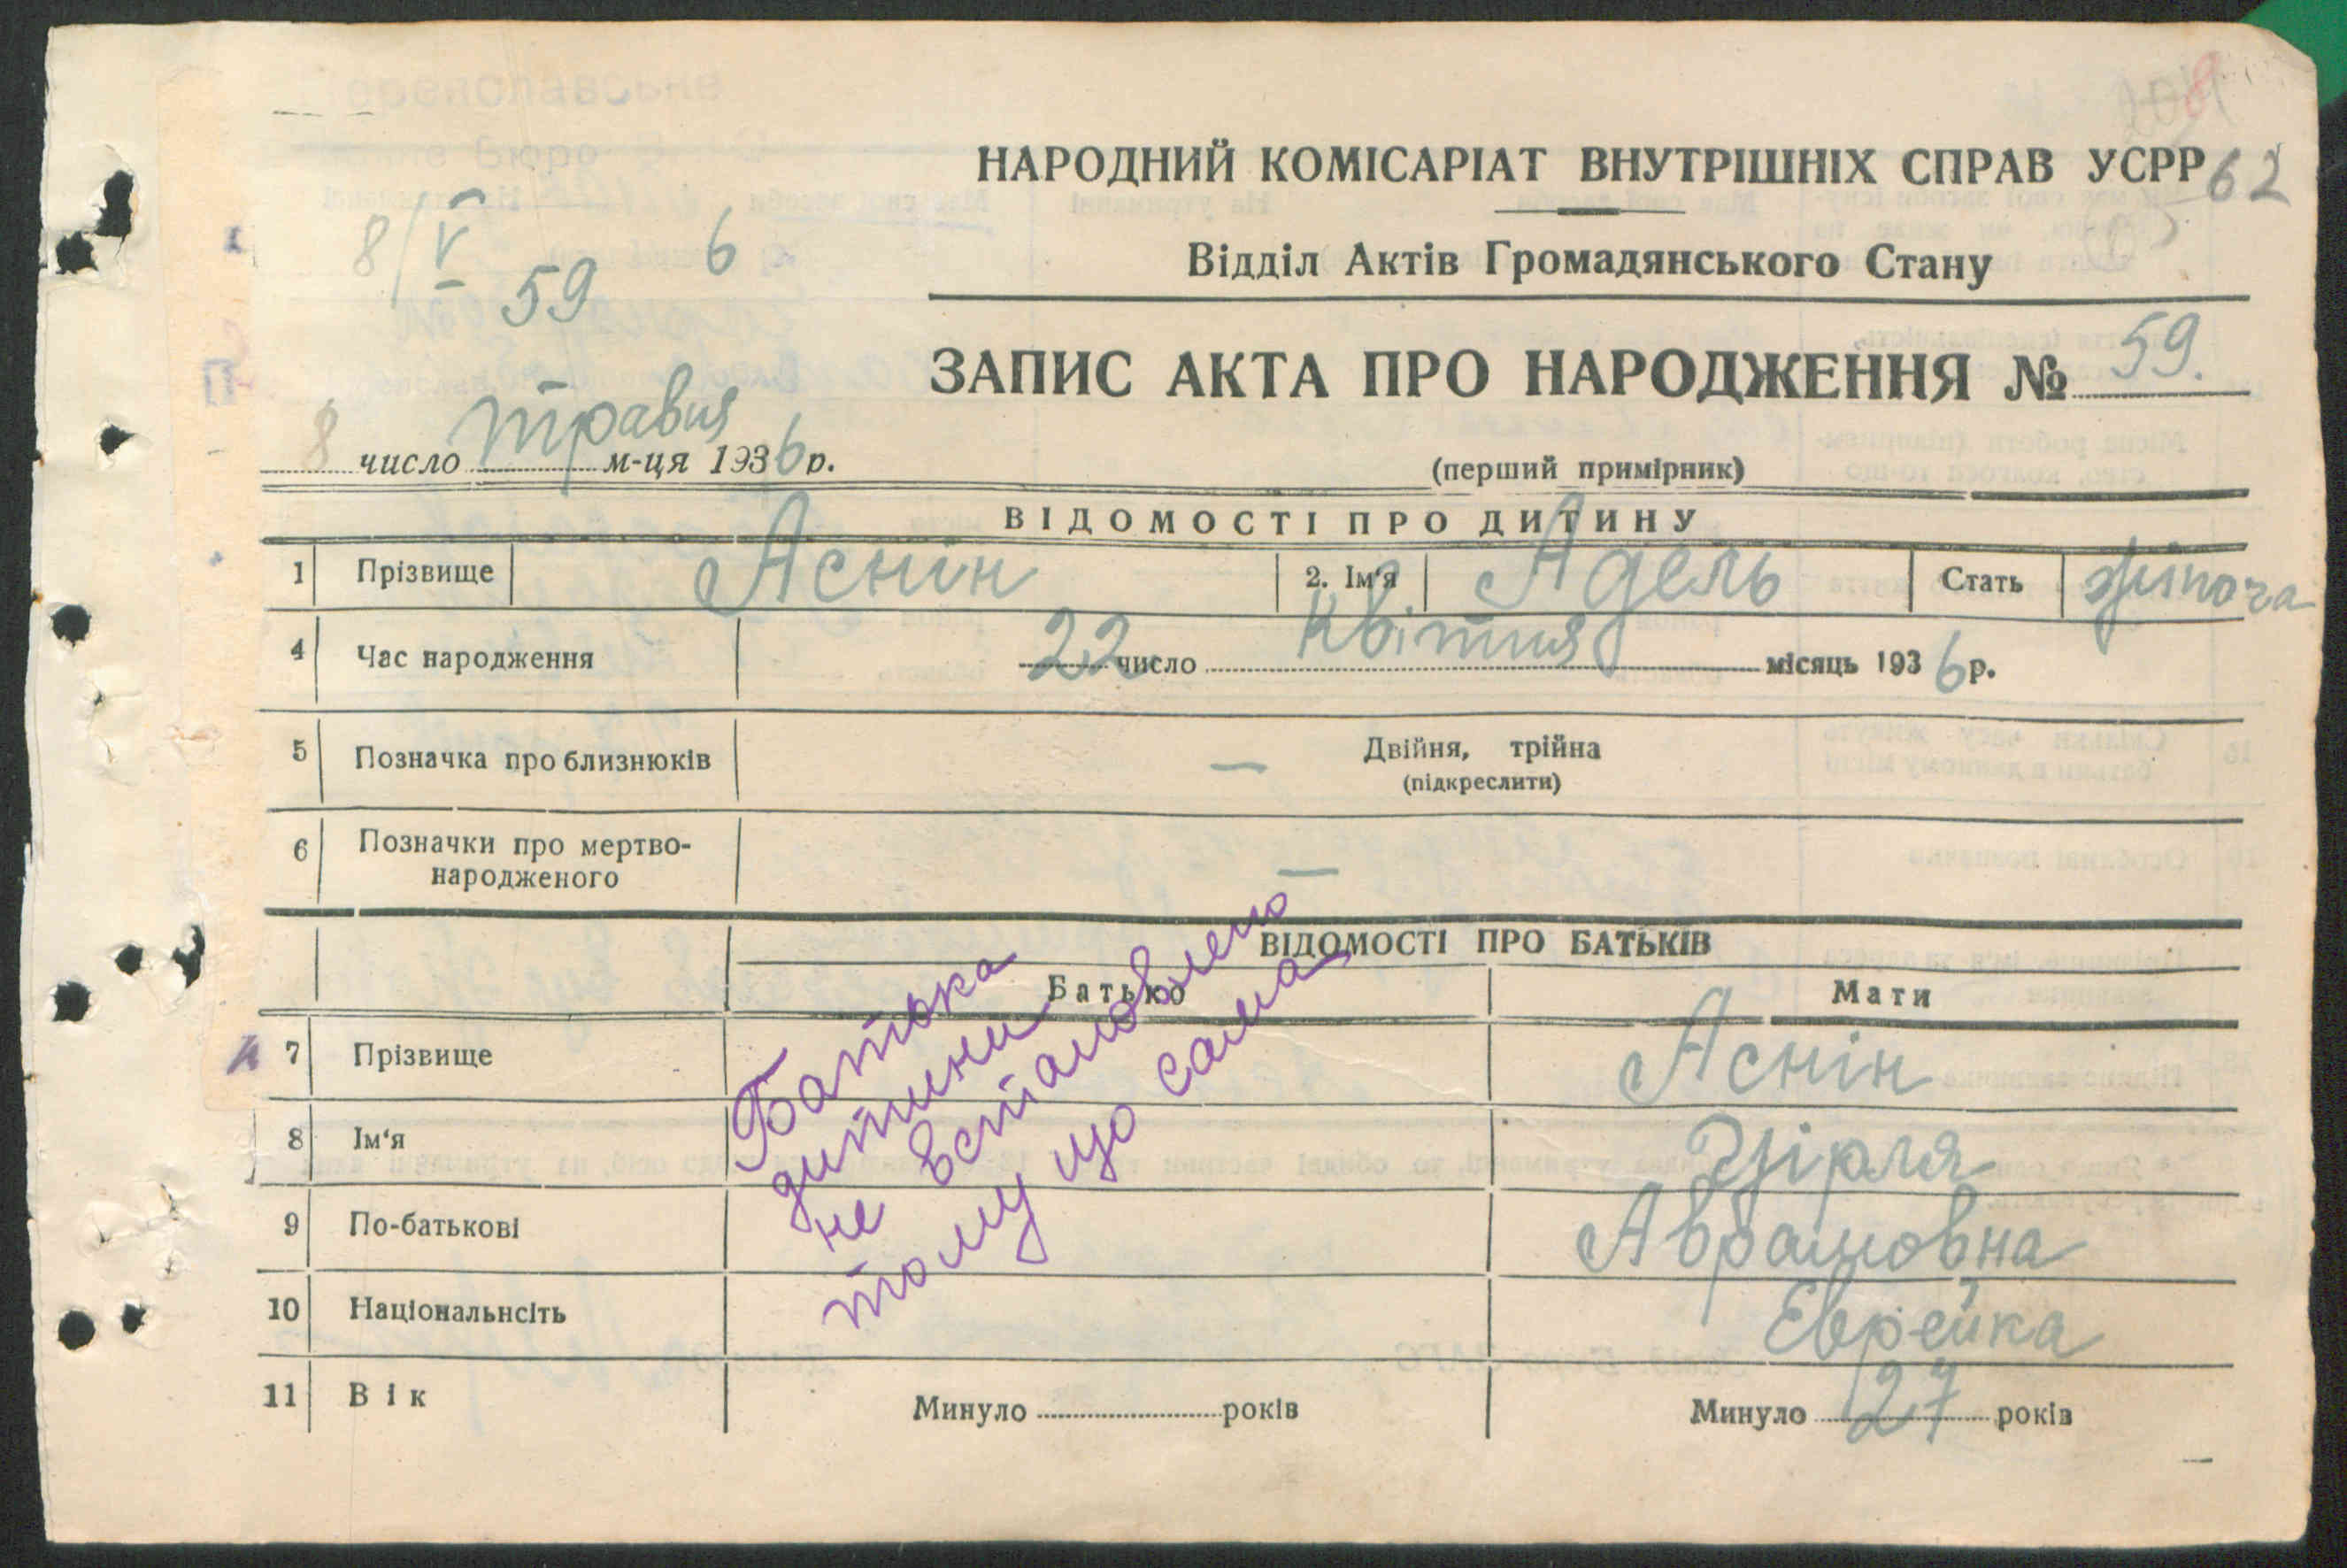 Переяславське
Бюро
НАРОДНИЙ КОМІСАРІАТ ВНУТРІШНІХ СПРАВ УСРР
62
Відділ Актів Громадянського Стану
8/V 6
59
ЗАПИС АКТА ПРО НАРОДЖЕННЯ № 59.
8 число травня м-ця 1936 р.
(перший примірник)
ВІДОМОСТІ ПРО ДИТИНУ
1 Прізвище Аснін 2. Ім'я Адель Стать жіноча
4 Час народження 22 число Квітня місяць 1936 р.
5 Позначка про близнюків — Двійня, трійна
(підкреслити)
6 Позначки про мертво-
народженого —
ВІДОМОСТІ ПРО БАТЬКІВ
Батько Мати
7 Прізвище Аснін
8 Ім'я Цірля
9 По-батькові Абрамовна
10 Національнсіть Еврейка
11 Вік Минуло років Минуло 27 років
Батька
дитини
не встановлено
тому що сама